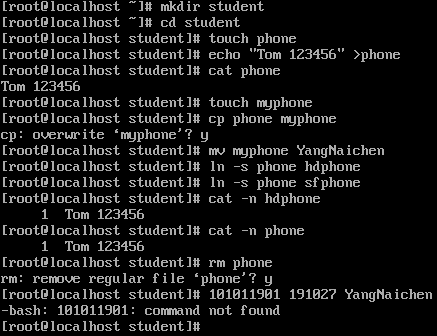 [root@localhost ~]# mkdir student
[root@localhost ~]# cd student
[root@localhost student]# touch phone
[root@localhost student]# echo "Tom 123456" >phone
[root@localhost student]# cat phone
Tom 123456
[root@localhost student]# touch myphone
[root@localhost student]# cp phone myphone
cp: overwrite ‘myphone’? y
[root@localhost student]# mv myphone YangNaichen
[root@localhost student]# ln -s phone hdphone
[root@localhost student]# ln -s phone sfphone
[root@localhost student]# cat -n hdphone
     1  Tom 123456
[root@localhost student]# cat -n phone
     1  Tom 123456
[root@localhost student]# rm phone
rm: remove regular file ‘phone’? y
[root@localhost student]# 101011901 191027 YangNaichen
-bash: 101011901: command not found
[root@localhost student]#